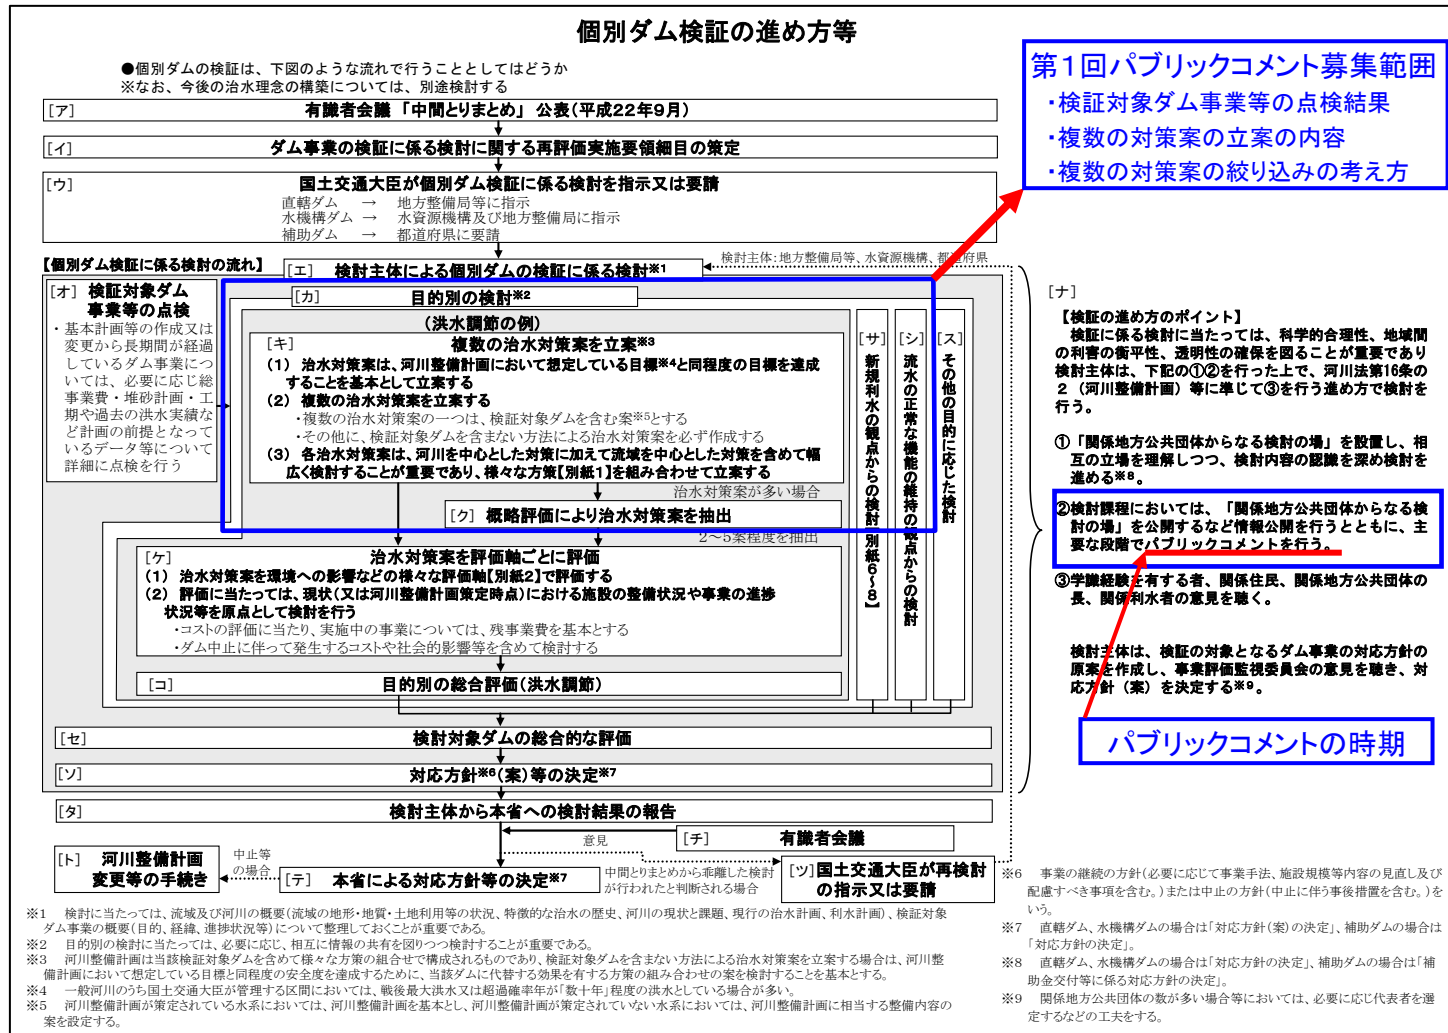 個別ダム検証の進め方等
●個別ダムの検証は、下図のような流れで行うこととしてはどうか
※なお、今後の治水理念の構築については、別途検討する
第1回パブリックコメント募集範囲
・検証対象ダム事業等の点検結果
・複数の対策案の立案の内容
・複数の対策案の絞り込みの考え方
[ア] 有識者会議 「中間とりまとめ」 公表(平成22年9月)
[イ] ダム事業の検証に係る検討に関する再評価実施要領細目の策定
[ウ] 国土交通大臣が個別ダム検証に係る検討を指示又は要請
直轄ダム → 地方整備局等に指示
水機構ダム → 水資源機構及び地方整備局に指示
補助ダム → 都道府県に要請
【個別ダム検証に係る検討の流れ】
[エ] 検討主体による個別ダムの検証に係る検討※1
検討主体:地方整備局等、水資源機構、都道府県
[オ] 検証対象ダム
事業等の点検
・基本計画等の作成又は
変更から長期間が経過
しているダム事業につ
いては、必要に応じ総
事業費・堆砂計画・工
期や過去の洪水実績な
ど計画の前提となって
いるデータ等について
詳細に点検を行う
[カ] 目的別の検討※2
(洪水調節の例)
[キ] 複数の治水対策案を立案※3
(1) 治水対策案は、河川整備計画において想定している目標※4と同程度の目標を達成
することを基本として立案する
(2) 複数の治水対策案を立案する
・複数の治水対策案の一つは、検証対象ダムを含む案※5とする
・その他に、検証対象ダムを含まない方法による治水対策案を必ず作成する
(3) 各治水対策案は、河川を中心とした対策に加えて流域を中心とした対策を含めて幅
広く検討することが重要であり、様々な方策【別紙1】を組み合わせて立案する
治水対策案が多い場合
[ク] 概略評価により治水対策案を抽出
2〜5案程度を抽出
[ケ] 治水対策案を評価軸ごとに評価
(1) 治水対策案を環境への影響などの様々な評価軸【別紙2】で評価する
(2) 評価に当たっては、現状(又は河川整備計画策定時点)における施設の整備状況や事業の進捗
状況等を原点として検討を行う
・コストの評価に当たり、実施中の事業については、残事業費を基本とする
・ダム中止に伴って発生するコストや社会的影響等を含めて検討する
[コ] 目的別の総合評価(洪水調節)
[サ] 新規利水の観点からの検討【別紙6〜8】
[シ] 流水の正常な機能の維持の観点からの検討
[ス] その他の目的に応じた検討
[セ] 検討対象ダムの総合的な評価
[ソ] 対応方針※6(案)等の決定※7
[タ] 検討主体から本省への検討結果の報告
[チ] 有識者会議
意見
[ト] 河川整備計画
変更等の手続き
中止等
の場合
[テ] 本省による対応方針等の決定※7
中間とりまとめから乖離した検討
が行われたと判断される場合
[ツ] 国土交通大臣が再検討
の指示又は要請
[ナ]
【検証の進め方のポイント】
検証に係る検討に当たっては、科学的合理性、地域間
の利害の衡平性、透明性の確保を図ることが重要であり
検討主体は、下記の①②を行った上で、河川法第16条の
2(河川整備計画)等に準じて③を行う進め方で検討を
行う。
①「関係地方公共団体からなる検討の場」を設置し、相
互の立場を理解しつつ、検討内容の認識を深め検討を
進める※8。
②検討課程においては、「関係地方公共団体からなる検
討の場」を公開するなど情報公開を行うとともに、主
要な段階でパブリックコメントを行う。
③学識経験を有する者、関係住民、関係地方公共団体の
長、関係利水者の意見を聴く。
検討主体は、検証の対象となるダム事業の対応方針の
原案を作成し、事業評価監視委員会の意見を聴き、対
応方針(案)を決定する※9。
パブリックコメントの時期
※1 検討に当たっては、流域及び河川の概要(流域の地形・地質・土地利用等の状況、特徴的な治水の歴史、河川の現状と課題、現行の治水計画、利水計画)、検証対象
ダム事業の概要(目的、経緯、進捗状況等)について整理しておくことが重要である。
※2 目的別の検討に当たっては、必要に応じ、相互に情報の共有を図りつつ検討することが重要である。
※3 河川整備計画は当該検証対象ダムを含めて様々な方策の組合せで構成されるものであり、検証対象ダムを含まない方法による治水対策案を立案する場合は、河川整
備計画において想定している目標と同程度の安全度を達成するために、当該ダムに代替する効果を有する方策の組み合わせの案を検討することを基本とする。
※4 一般河川のうち国土交通大臣が管理する区間においては、戦後最大洪水又は超過確率年が「数十年」程度の洪水としている場合が多い。
※5 河川整備計画が策定されている水系においては、河川整備計画を基本とし、河川整備計画が策定されていない水系においては、河川整備計画に相当する整備内容の
案を設定する。
※6 事業の継続の方針(必要に応じて事業手法、施設規模等内容の見直し及び
配慮すべき事項を含む。)または中止の方針(中止に伴う事後措置を含む。)を
いう。
※7 直轄ダム、水機構ダムの場合は「対応方針(案)の決定」、補助ダムの場合は
「対応方針の決定」。
※8 直轄ダム、水機構ダムの場合は「対応方針の決定」、補助ダムの場合は「補
助金交付等に係る対応方針の決定」。
※9 関係地方公共団体の数が多い場合等においては、必要に応じ代表者を選
定するなどの工夫をする。